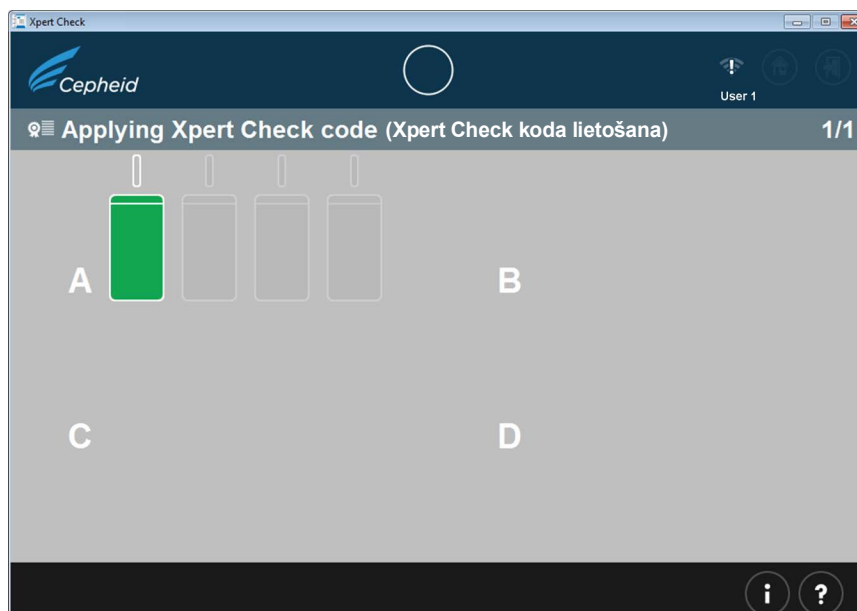 Xpert Check
Cepheid
User 1
Applying Xpert Check code (Xpert Check koda lietošana) 1/1
A
B
C
D
i ?